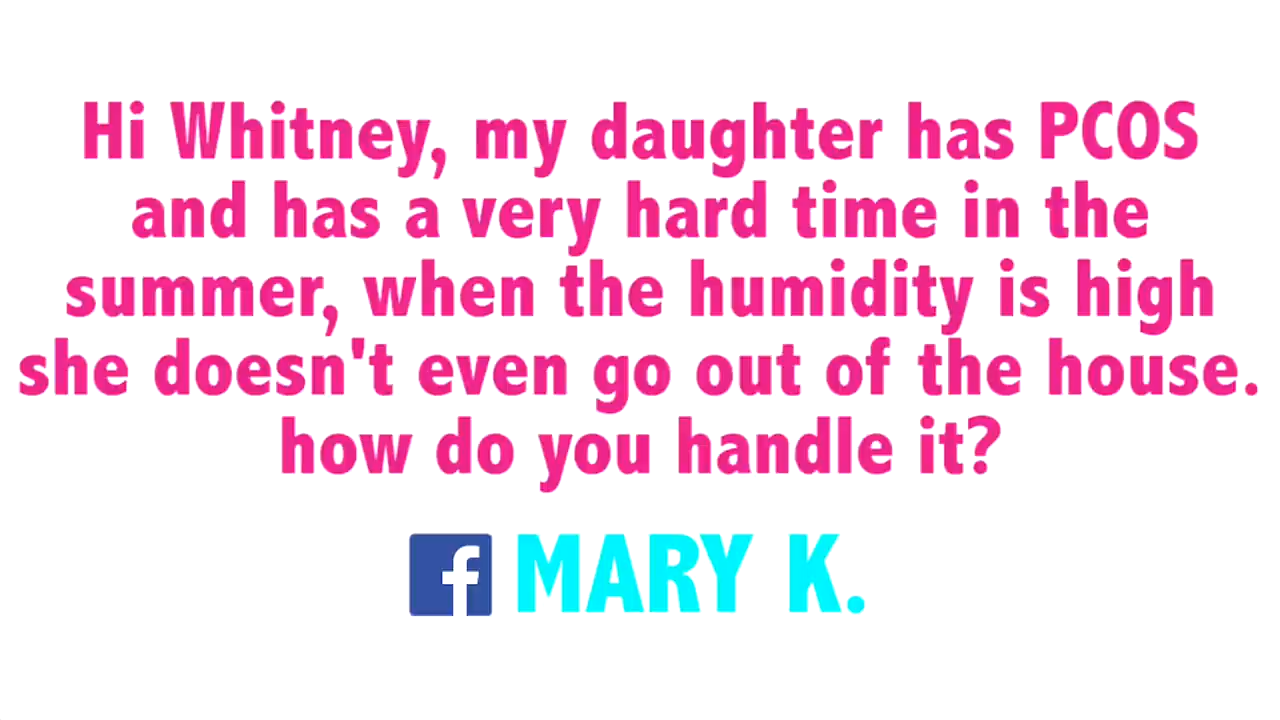 Hi Whitney, my daughter has PCOS
and has a very hard time in the
summer, when the humidity is high
she doesn't even go out of the house.
how do you handle it?
f MARY K.